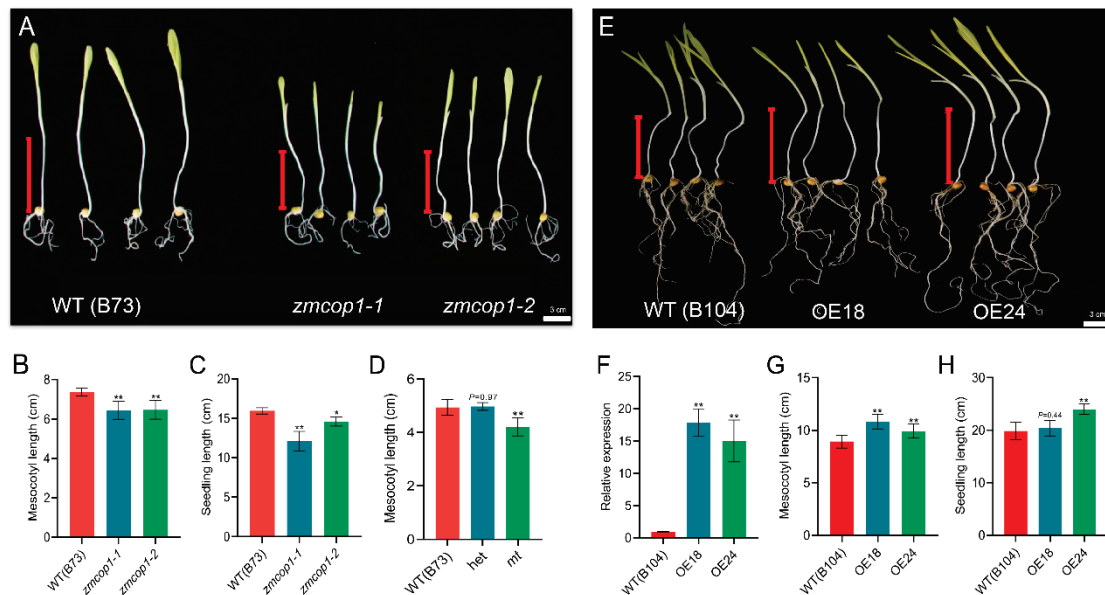 A
WT (B73)
zmcop1-1
zmcop1-2
3 cm
E
WT (B104)
OE18
OE24
3 cm
B
Mesocotyl length (cm)
8
6
4
2
0
**
**
WT(B73)
zmcop1-1
zmcop1-2
C
Seedling length (cm)
20
15
10
5
0
**
*
WT(B73)
zmcop1-1
zmcop1-2
D
Mesocotyl length (cm)
8
6
4
2
0
P=0.97
**
WT(B73)
het
mt
F
Relative expression
25
20
15
10
5
0
**
**
WT(B104)
OE18
OE24
G
Mesocotyl length (cm)
15
10
5
0
**
**
WT(B104)
OE18
OE24
H
Seedling length (cm)
30
20
10
0
P=0.44
**
WT(B104)
OE18
OE24